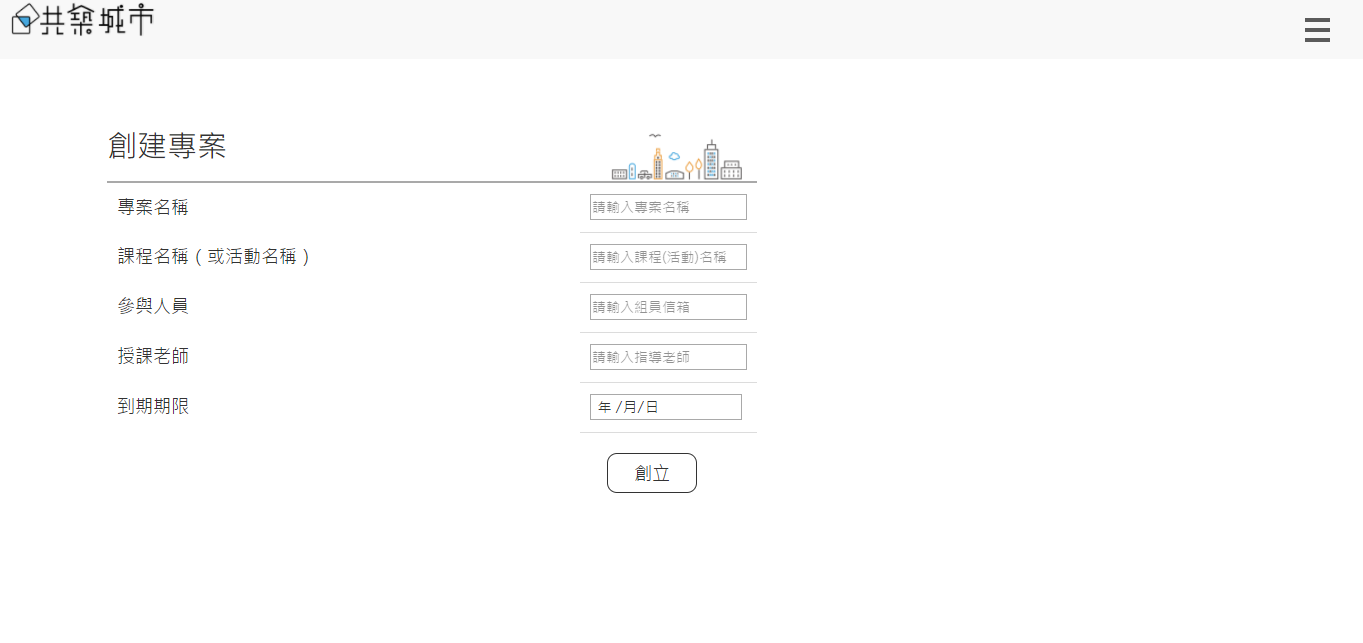 共築城市
創建專案
專案名稱
請輸入專案名稱
課程名稱（或活動名稱）
請輸入課程(活動)名稱
參與人員
請輸入組員信箱
授課老師
請輸入指導老師
到期期限
年 /月/日
創立